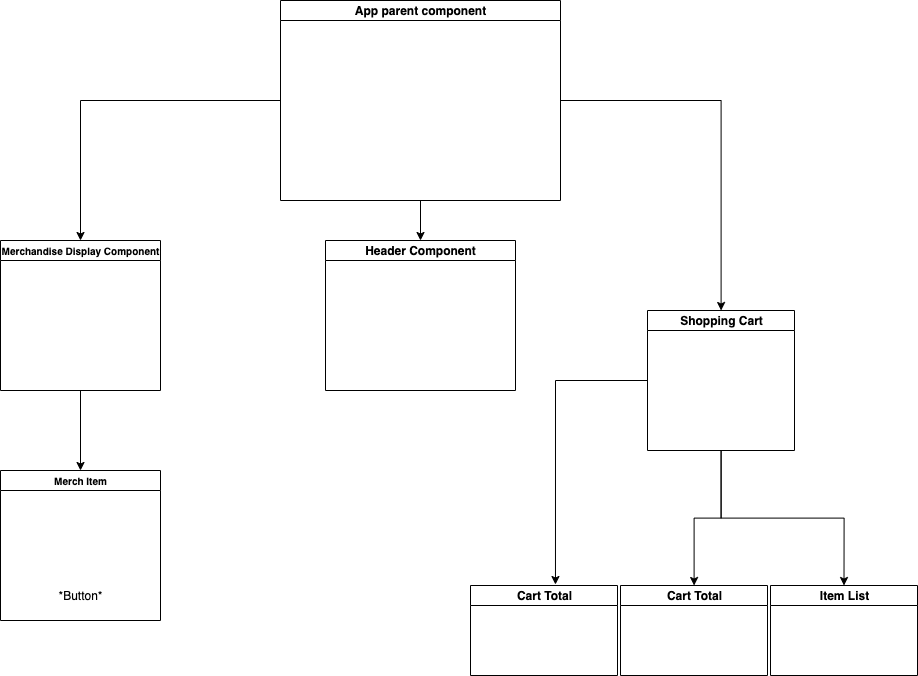 App parent component
Merchandise Display Component
Header Component
Shopping Cart
Merch Item
*Button*
Cart Total
Cart Total
Item List